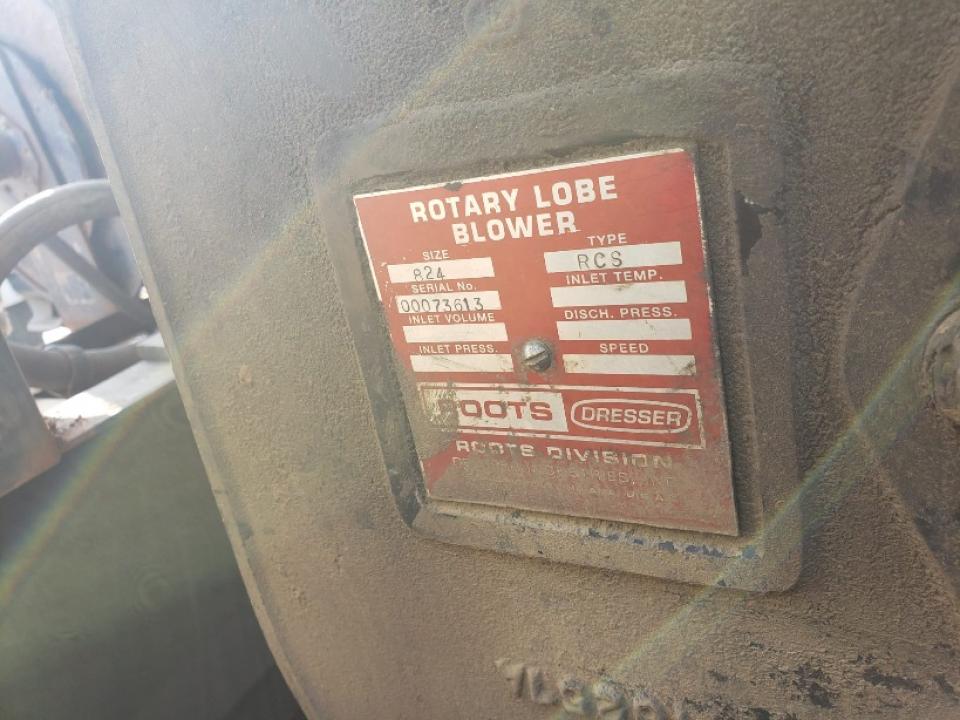 ROTARY LOBE
BLOWER
SIZE TYPE
824 RCS
SERIAL No. INLET TEMP.
00073613
INLET VOLUME DISCH. PRESS.
INLET PRESS. SPEED
ROOTS DRESSER
ROOTS DIVISION